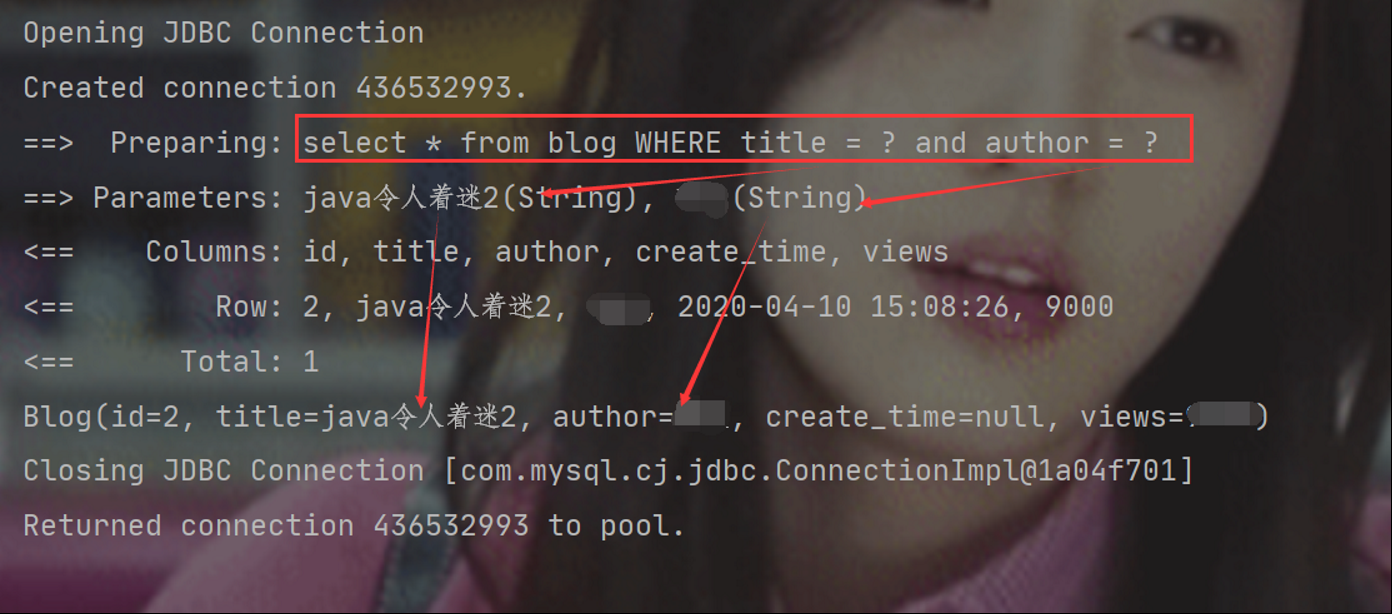 Opening JDBC Connection
Created connection 436532993.
==>  Preparing: select * from blog WHERE title = ? and author = ?
==> Parameters: java令人着迷2(String), (String)
<==    Columns: id, title, author, create_time, views
<==        Row: 2, java令人着迷2, , 2020-04-10 15:08:26, 9000
<==      Total: 1
Blog(id=2, title=java令人着迷2, author=, create_time=null, views=)
Closing JDBC Connection [com.mysql.cj.jdbc.ConnectionImpl@1a04f701]
Returned connection 436532993 to pool.